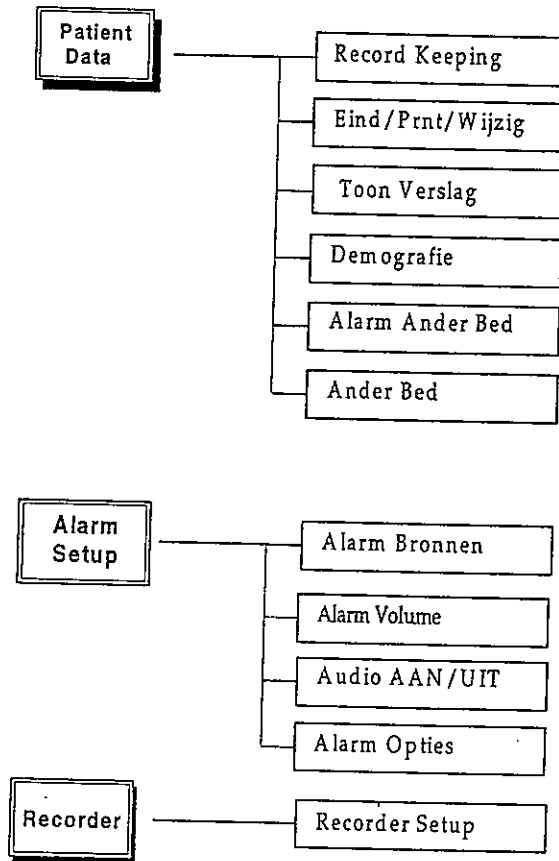 Patient
Data
Record Keeping
Eind/Prnt/Wijzig
Toon Verslag
Demografie
Alarm Ander Bed
Ander Bed
Alarm
Setup
Alarm Bronnen
Alarm Volume
Audio AAN/UIT
Alarm Opties
Recorder
Recorder Setup